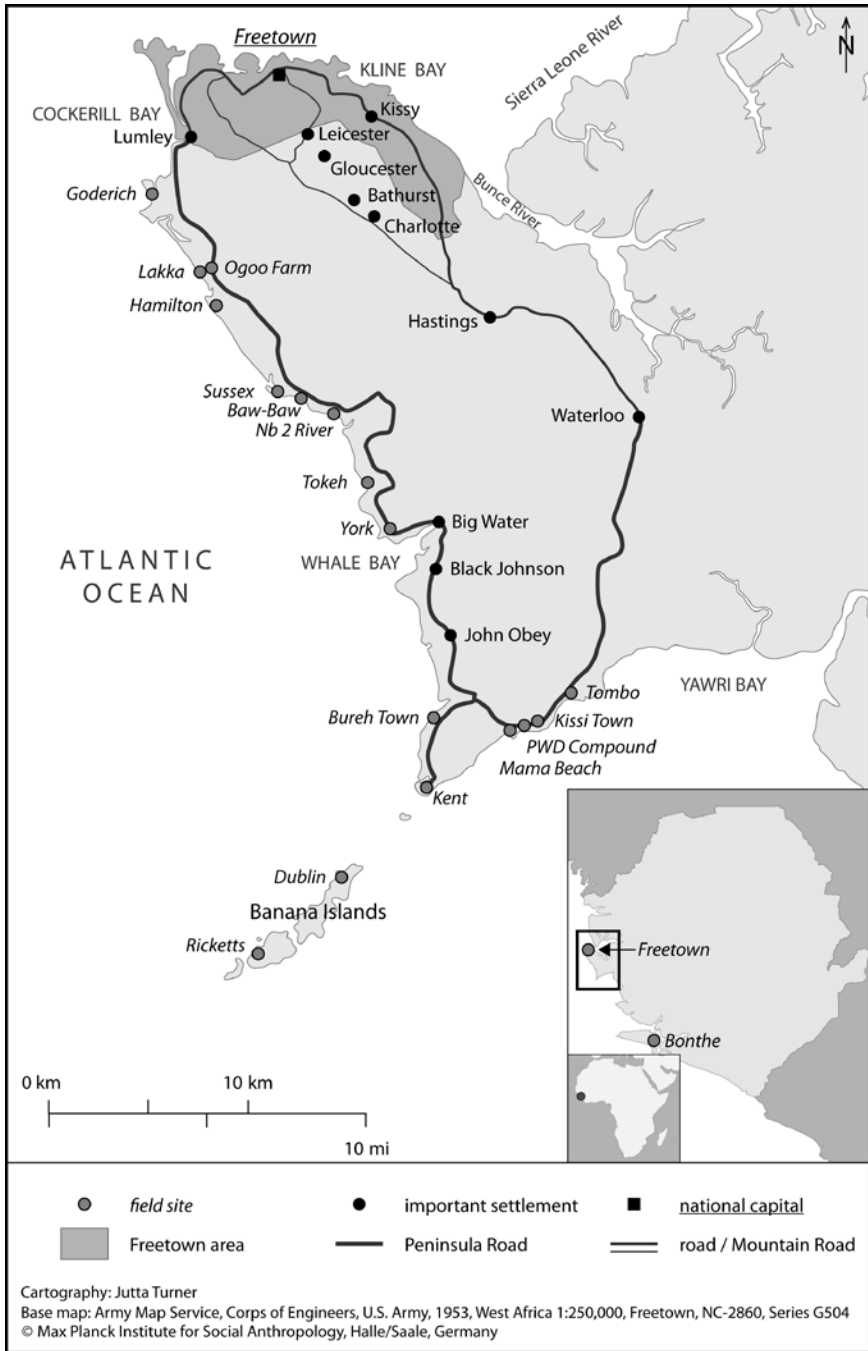 Freetown
N
KLINE BAY
Sierra Leone River
COCKERILL BAY
Kissy
Lumley
Leicester
Gloucester
Goderich
Bathurst
Bunce River
Charlotte
Lakka
Ogoo Farm
Hamilton
Hastings
Sussex
Baw-Baw
Nb 2 River
Waterloo
Tokeh
York
Big Water
ATLANTIC
OCEAN
WHALE BAY
Black Johnson
John Obey
YAWRI BAY
Tombo
Bureh Town
Kissi Town
PWD Compound
Mama Beach
Kent
Dublin
Banana Islands
Ricketts
Freetown
Bonthe
0 km
10 km
10 mi
field site
important settlement
national capital
Freetown area
Peninsula Road
road / Mountain Road
Cartography: Jutta Turner
Base map: Army Map Service, Corps of Engineers, U.S. Army, 1953, West Africa 1:250,000, Freetown, NC-2860, Series G504
© Max Planck Institute for Social Anthropology, Halle/Saale, Germany